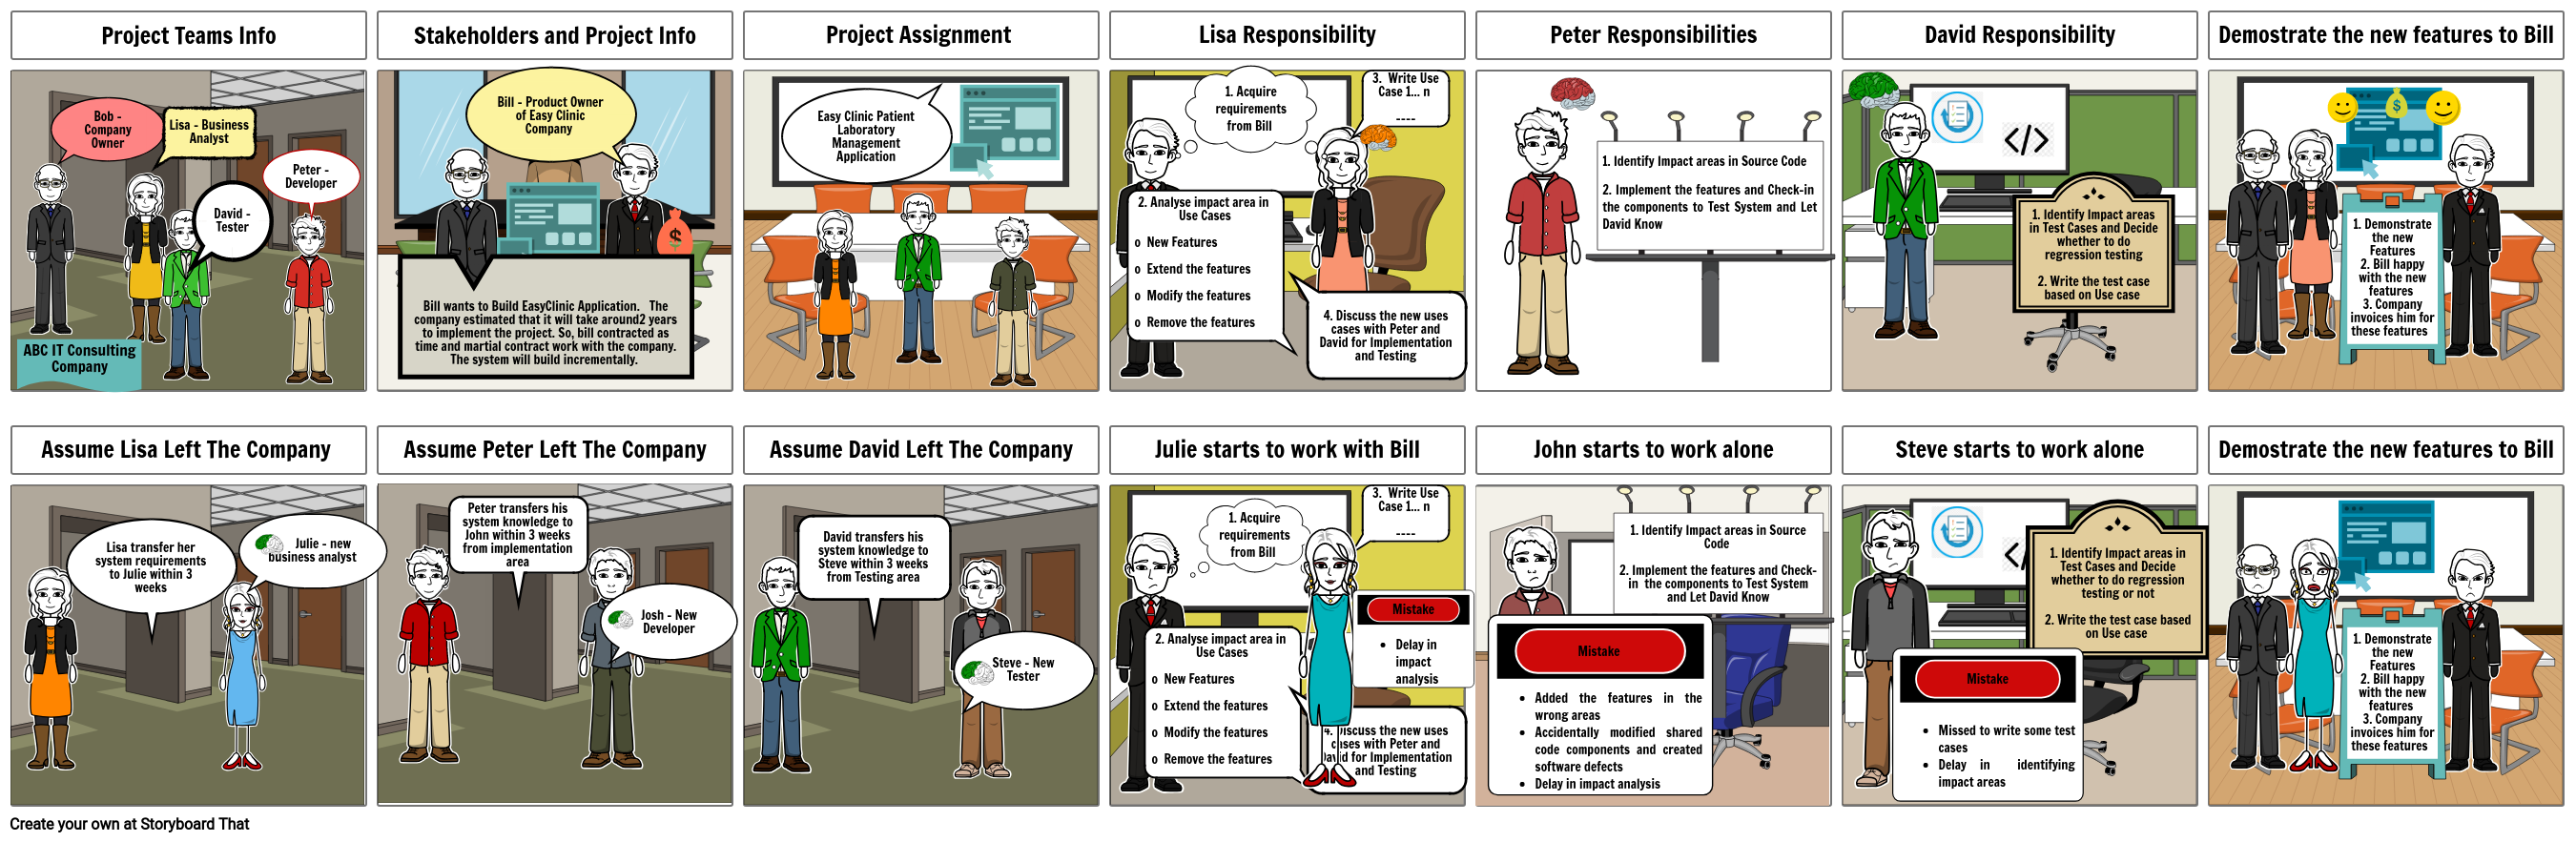 Project Teams Info
Bob -
Company
Owner
Lisa - Business
Analyst
Peter -
Developer
David -
Tester
ABC IT Consulting
Company
Stakeholders and Project Info
Bill - Product Owner
of Easy Clinic
Company
$
Bill wants to Build EasyClinic Application. The
company estimated that it will take around2 years
to implement the project. So, bill contracted as
time and martial contract work with the company.
The system will build incrementally.
Project Assignment
Easy Clinic Patient
Laboratory
Management
Application
Lisa Responsibility
1. Acquire
requirements
from Bill
3. Write Use
Case 1... n
----
2. Analyse impact area in
Use Cases
o New Features
o Extend the features
o Modify the features
o Remove the features
4. Discuss the new uses
cases with Peter and
David for Implementation
and Testing
Peter Responsibilities
1. Identify Impact areas in Source Code
2. Implement the features and Check-in
the components to Test System and Let
David Know
David Responsibility
</>
1. Identify Impact areas
in Test Cases and Decide
whether to do
regression testing
2. Write the test case
based on Use case
Demostrate the new features to Bill
$
1. Demonstrate
the new
Features
2. Bill happy
with the new
features
3. Company
invoices him for
these features
Assume Lisa Left The Company
Lisa transfer her
system requirements
to Julie within 3
weeks
Julie - new
business analyst
Assume Peter Left The Company
Peter transfers his
system knowledge to
John within 3 weeks
from implementation
area
Josh - New
Developer
Assume David Left The Company
David transfers his
system knowledge to
Steve within 3 weeks
from Testing area
Steve - New
Tester
Julie starts to work with Bill
1. Acquire
requirements
from Bill
3. Write Use
Case 1... n
----
Mistake
• Delay in
impact
analysis
2. Analyse impact area in
Use Cases
o New Features
o Extend the features
o Modify the features
o Remove the features
4. Discuss the new uses
cases with Peter and
David for Implementation
and Testing
John starts to work alone
1. Identify Impact areas in Source
Code
2. Implement the features and Check-
in the components to Test System
and Let David Know
Mistake
• Added the features in the
wrong areas
• Accidentally modified shared
code components and created
software defects
• Delay in impact analysis
Steve starts to work alone
</
1. Identify Impact areas in
Test Cases and Decide
whether to do regression
testing or not
2. Write the test case based
on Use case
Mistake
• Missed to write some test
cases
• Delay in identifying
impact areas
Demostrate the new features to Bill
1. Demonstrate
the new
Features
2. Bill happy
with the new
features
3. Company
invoices him for
these features
Create your own at Storyboard That